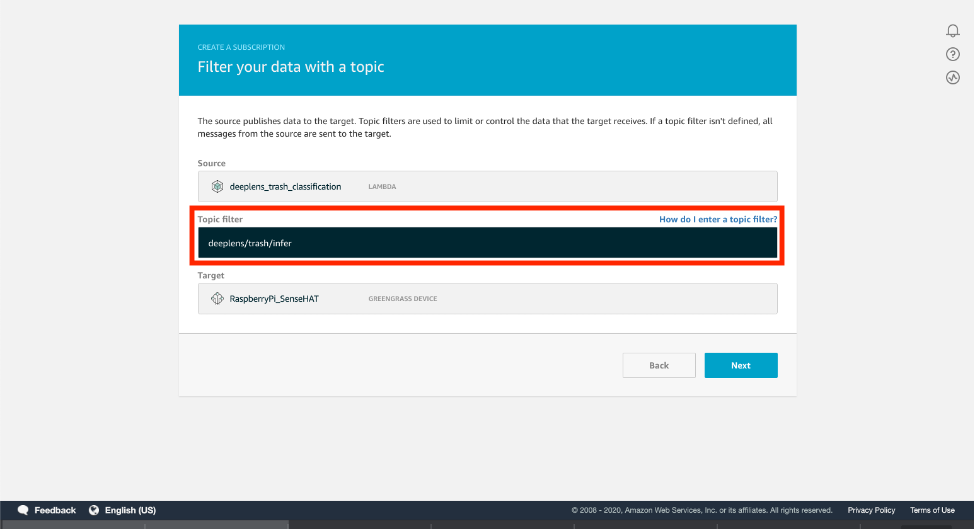 CREATE A SUBSCRIPTION
Filter your data with a topic
The source publishes data to the target. Topic filters are used to limit or control the data that the target receives. If a topic filter isn't defined, all
messages from the source are sent to the target.
Source
deeplens_trash_classification LAMBDA
Topic filter How do I enter a topic filter?
deeplens/trash/infer
Target
RaspberryPi_SenseHAT GREENGRASS DEVICE
Back Next
Feedback English (US) © 2008 - 2020, Amazon Web Services, Inc. or its affiliates. All rights reserved. Privacy Policy Terms of Use